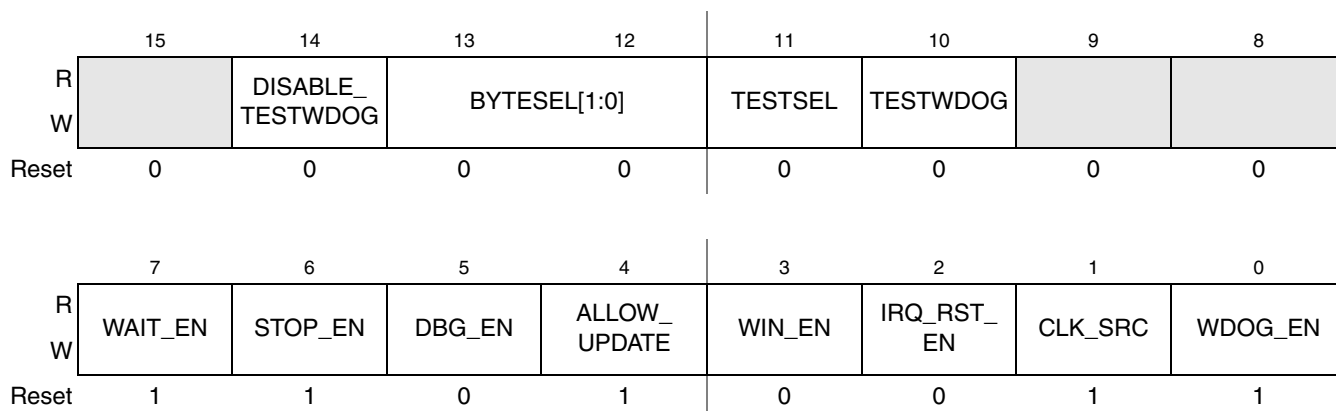 15 14 13 12 11 10 9 8
R
W
DISABLE_
TESTWDOG
BYTESEL[1:0]
TESTSEL
TESTWDOG
Reset 0 0 0 0 0 0 0 0
7 6 5 4 3 2 1 0
R
W
WAIT_EN
STOP_EN
DBG_EN
ALLOW_
UPDATE
WIN_EN
IRQ_RST_
EN
CLK_SRC
WDOG_EN
Reset 1 1 0 1 0 0 1 1